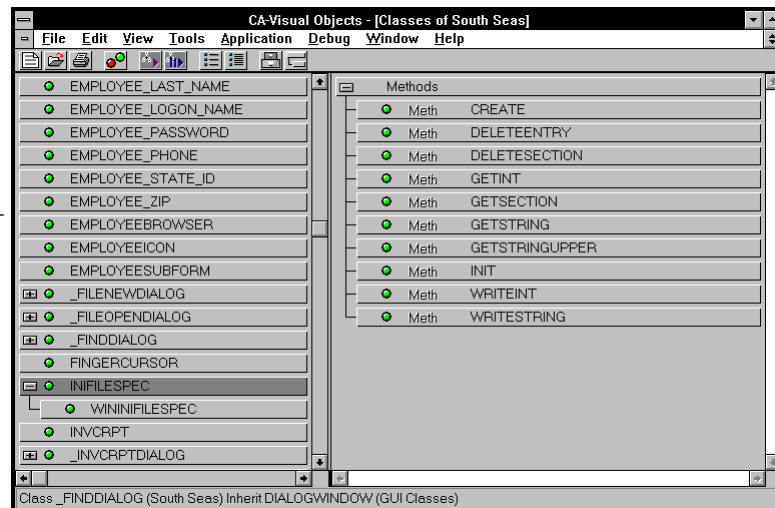 CA-Visual Objects - [Classes of South Seas]
File Edit View Tools Application Debug Window Help
EMPLOYEE_LAST_NAME
EMPLOYEE_LOGON_NAME
EMPLOYEE_PASSWORD
EMPLOYEE_PHONE
EMPLOYEE_STATE_ID
EMPLOYEE_ZIP
EMPLOYEEBROWSER
EMPLOYEEICON
EMPLOYEESUBFORM
_FILENEWDIALOG
_FILEOPENDIALOG
_FINDDIALOG
FINGERCURSOR
INIFILESPEC
WININIFILESPEC
INVCRPT
_INVCRPTDIALOG
Methods
Meth CREATE
Meth DELETEENTRY
Meth DELETESECTION
Meth GETINT
Meth GETSECTION
Meth GETSTRING
Meth GETSTRINGUPPER
Meth INIT
Meth WRITEINT
Meth WRITESTRING
Class _FINDDIALOG (South Seas) Inherit DIALOGWINDOW (GUI Classes)